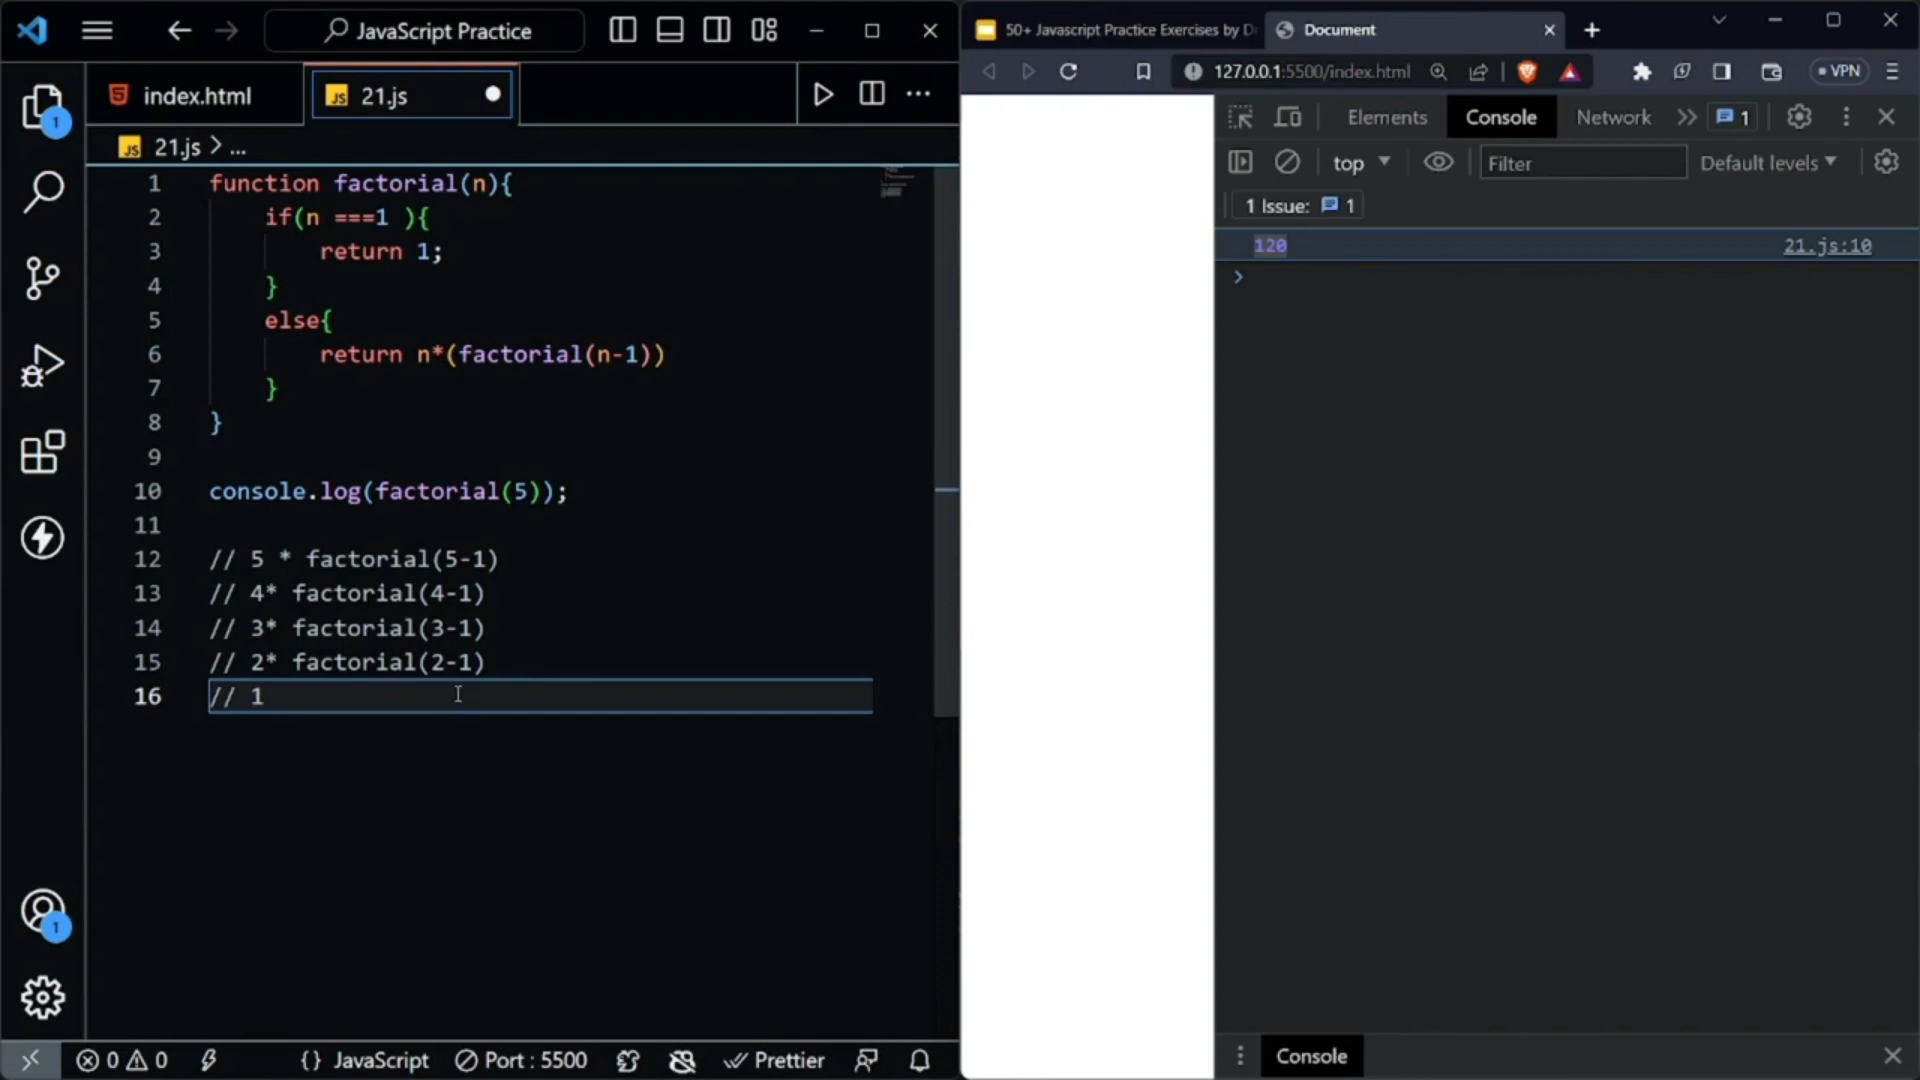 JavaScript Practice
index.html
JS 21.js
JS 21.js > ...
1 function factorial(n){
2 if(n ===1 ){
3 return 1;
4 }
5 else{
6 return n*(factorial(n-1))
7 }
8 }
9
10 console.log(factorial(5));
11
12 // 5 * factorial(5-1)
13 // 4* factorial(4-1)
14 // 3* factorial(3-1)
15 // 2* factorial(2-1)
16 // 1
1
1
0 0 {} JavaScript Port : 5500 Prettier
50+ Javascript Practice Exercises by D
Document
127.0.0.1:5500/index.html
VPN
Elements Console Network 1
top Filter Default levels
1 Issue: 1
120 21.js:10
Console